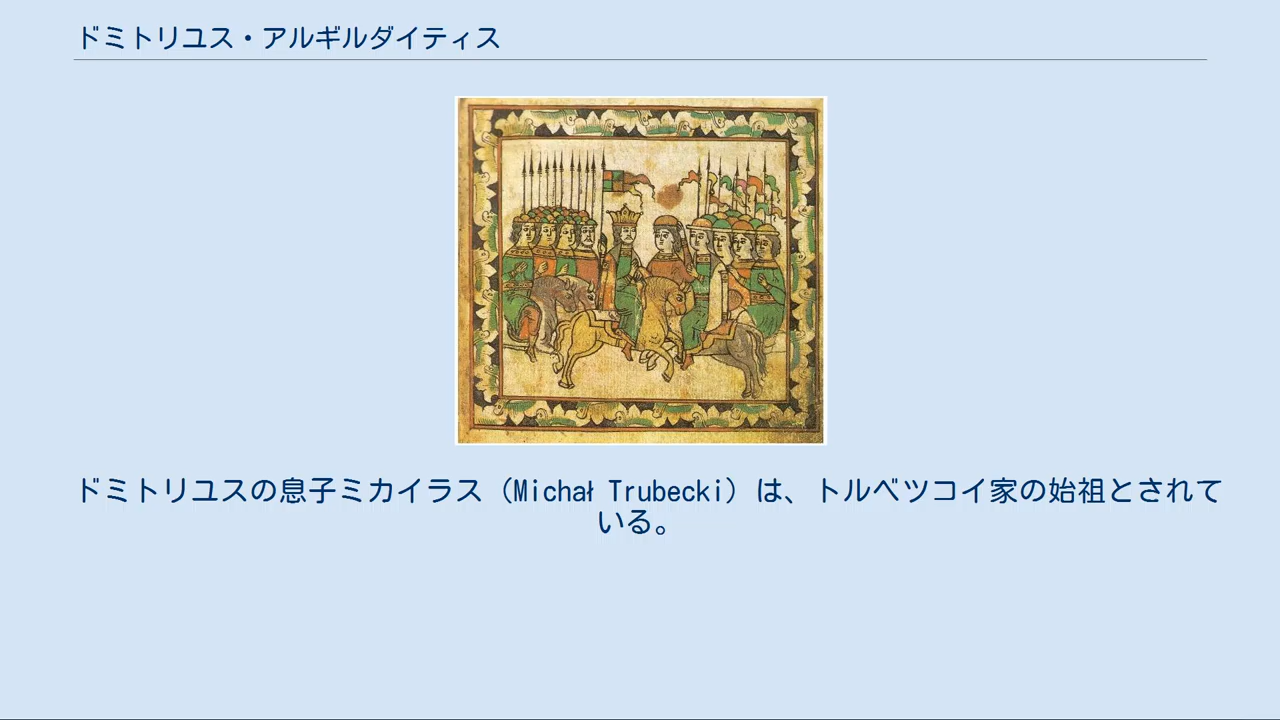 ドミトリユス・アルギルダイティス
ドミトリユスの息子ミカイラス（Michał Trubecki）は、トルベツコイ家の始祖とされて
いる。